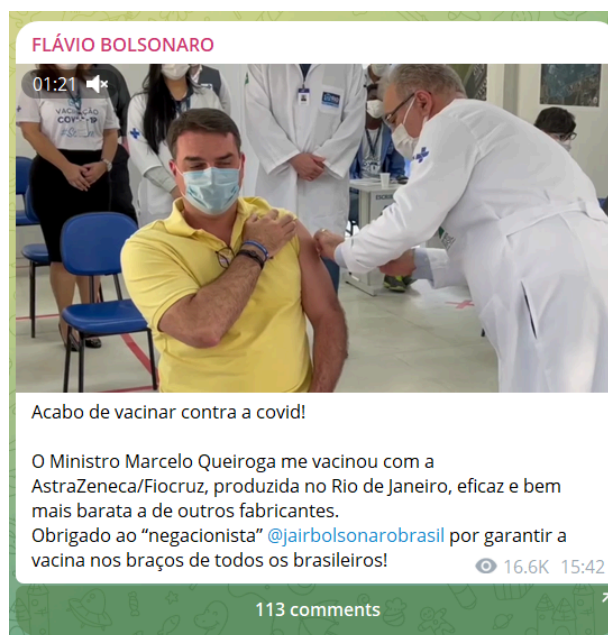 FLÁVIO BOLSONARO
01:21
VACINAÇÃO
Acabo de vacinar contra a covid!
O Ministro Marcelo Queiroga me vacinou com a
AstraZeneca/Fiocruz, produzida no Rio de Janeiro, eficaz e bem
mais barata a de outros fabricantes.
Obrigado ao “negacionista” @jairbolsonarobrasil por garantir a
vacina nos braços de todos os brasileiros!
16.6K 15:42
113 comments